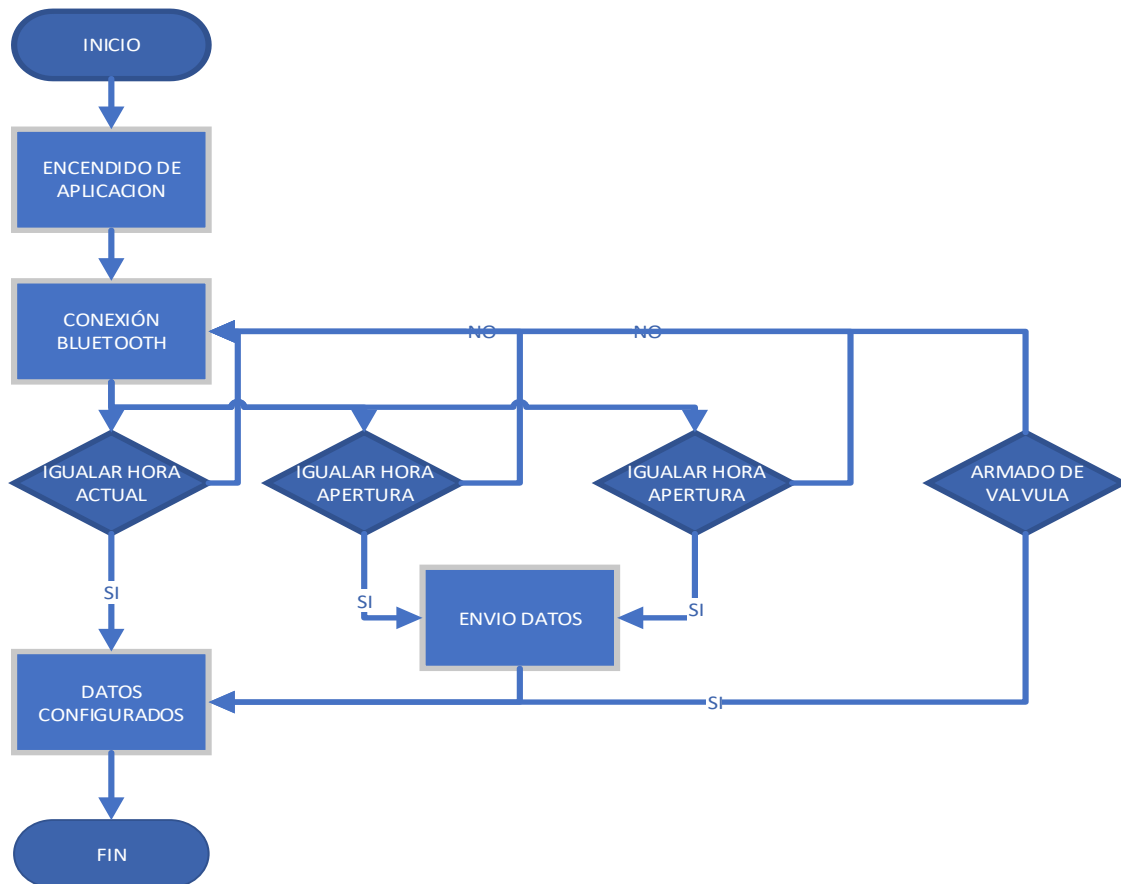 INICIO
ENCENDIDO DE
APLICACION
CONEXIÓN
BLUETOOTH
NO
NO
IGUALAR HORA
ACTUAL
IGUALAR HORA
APERTURA
IGUALAR HORA
APERTURA
ARMADO DE
VALVULA
SI
SI
SI
ENVIO DATOS
DATOS
CONFIGURADOS
SI
FIN